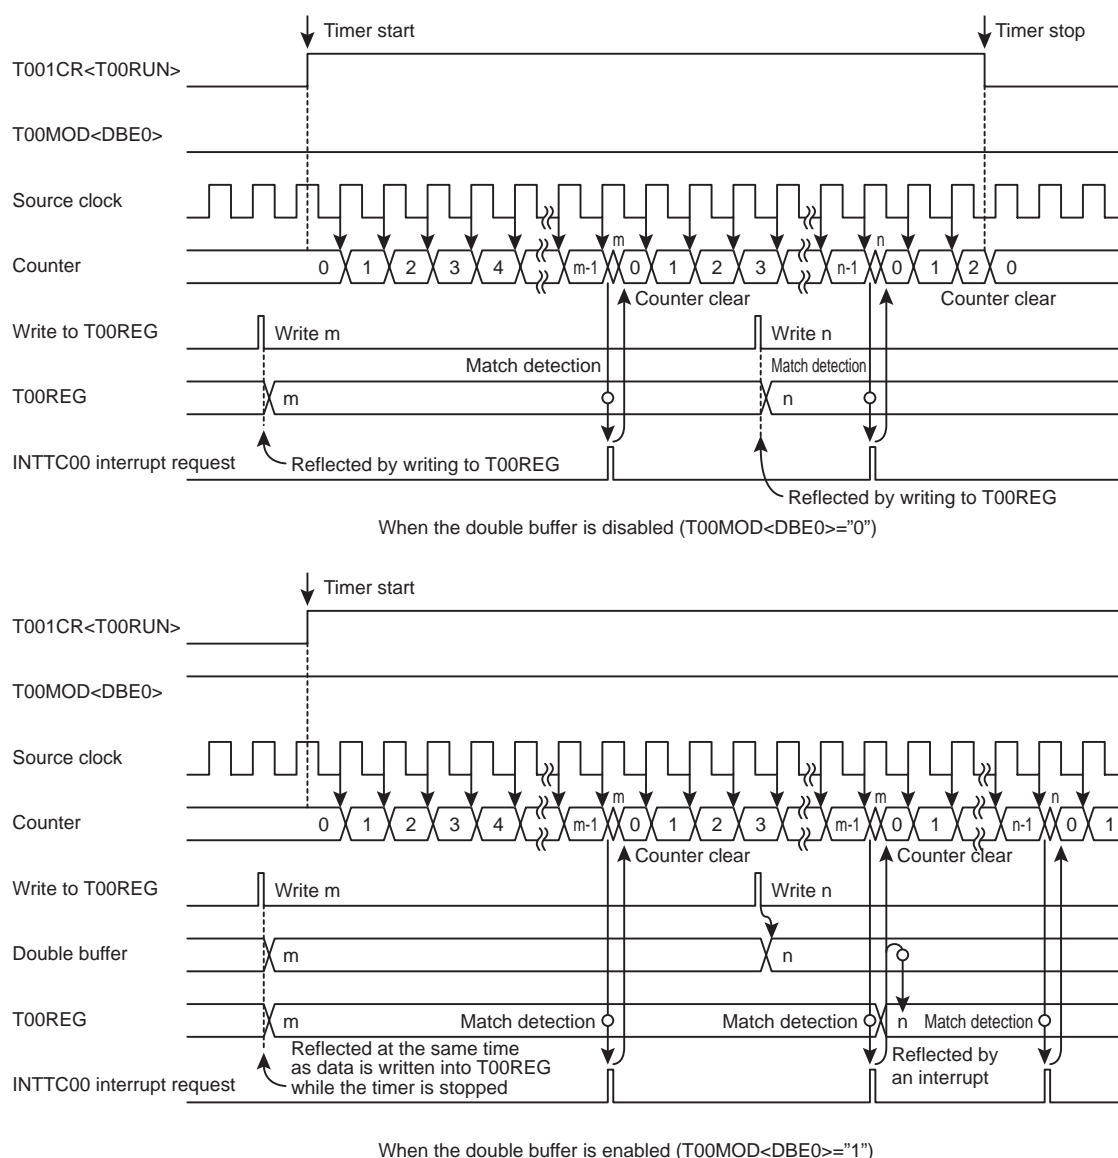 Timer start
Timer stop
T001CR<T00RUN>
T00MOD<DBE0>
Source clock
m
n
Counter
0 1 2 3 4 m-1 0 1 2 3 n-1 0 1 2 0
Counter clear
Counter clear
Write to T00REG
Write m
Write n
Match detection
Match detection
T00REG
m
n
INTTC00 interrupt request
Reflected by writing to T00REG
Reflected by writing to T00REG
When the double buffer is disabled (T00MOD<DBE0>=”0”)
Timer start
T001CR<T00RUN>
T00MOD<DBE0>
Source clock
m
m
n
Counter
0 1 2 3 4 m-1 0 1 2 3 m-1 0 1 n-1 0 1
Counter clear
Counter clear
Write to T00REG
Write m
Write n
Double buffer
m
n
T00REG
m
Match detection
Match detection
n
Match detection
Reflected at the same time
as data is written into T00REG
while the timer is stopped
Reflected by
an interrupt
INTTC00 interrupt request
When the double buffer is enabled (T00MOD<DBE0>=”1”)